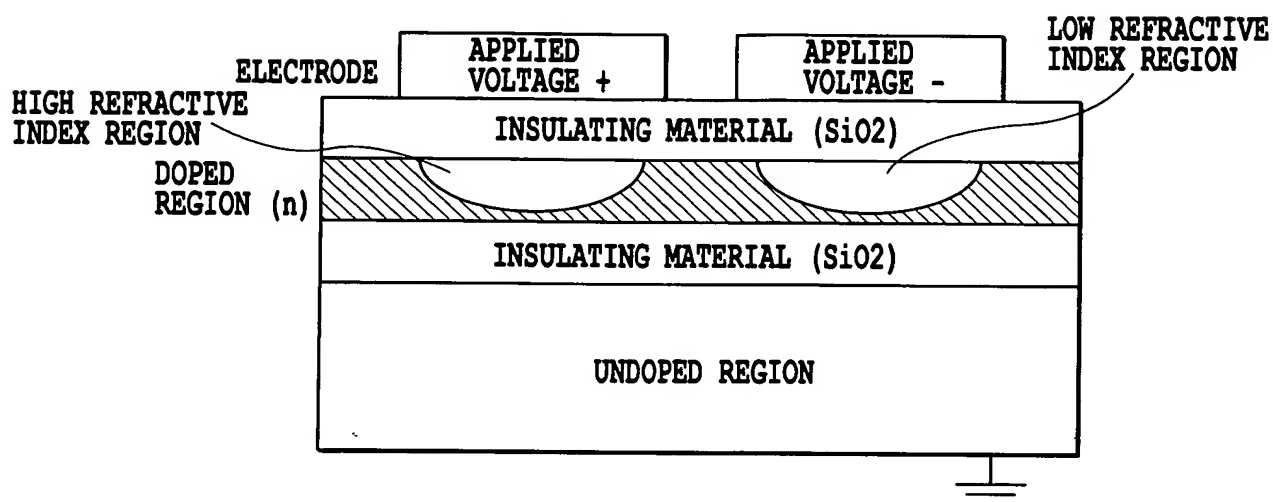 APPLIED
VOLTAGE +
APPLIED
VOLTAGE -
LOW REFRACTIVE
INDEX REGION
ELECTRODE
HIGH REFRACTIVE
INDEX REGION
INSULATING MATERIAL (SiO2)
DOPED
REGION (n)
INSULATING MATERIAL (SiO2)
UNDOPED REGION